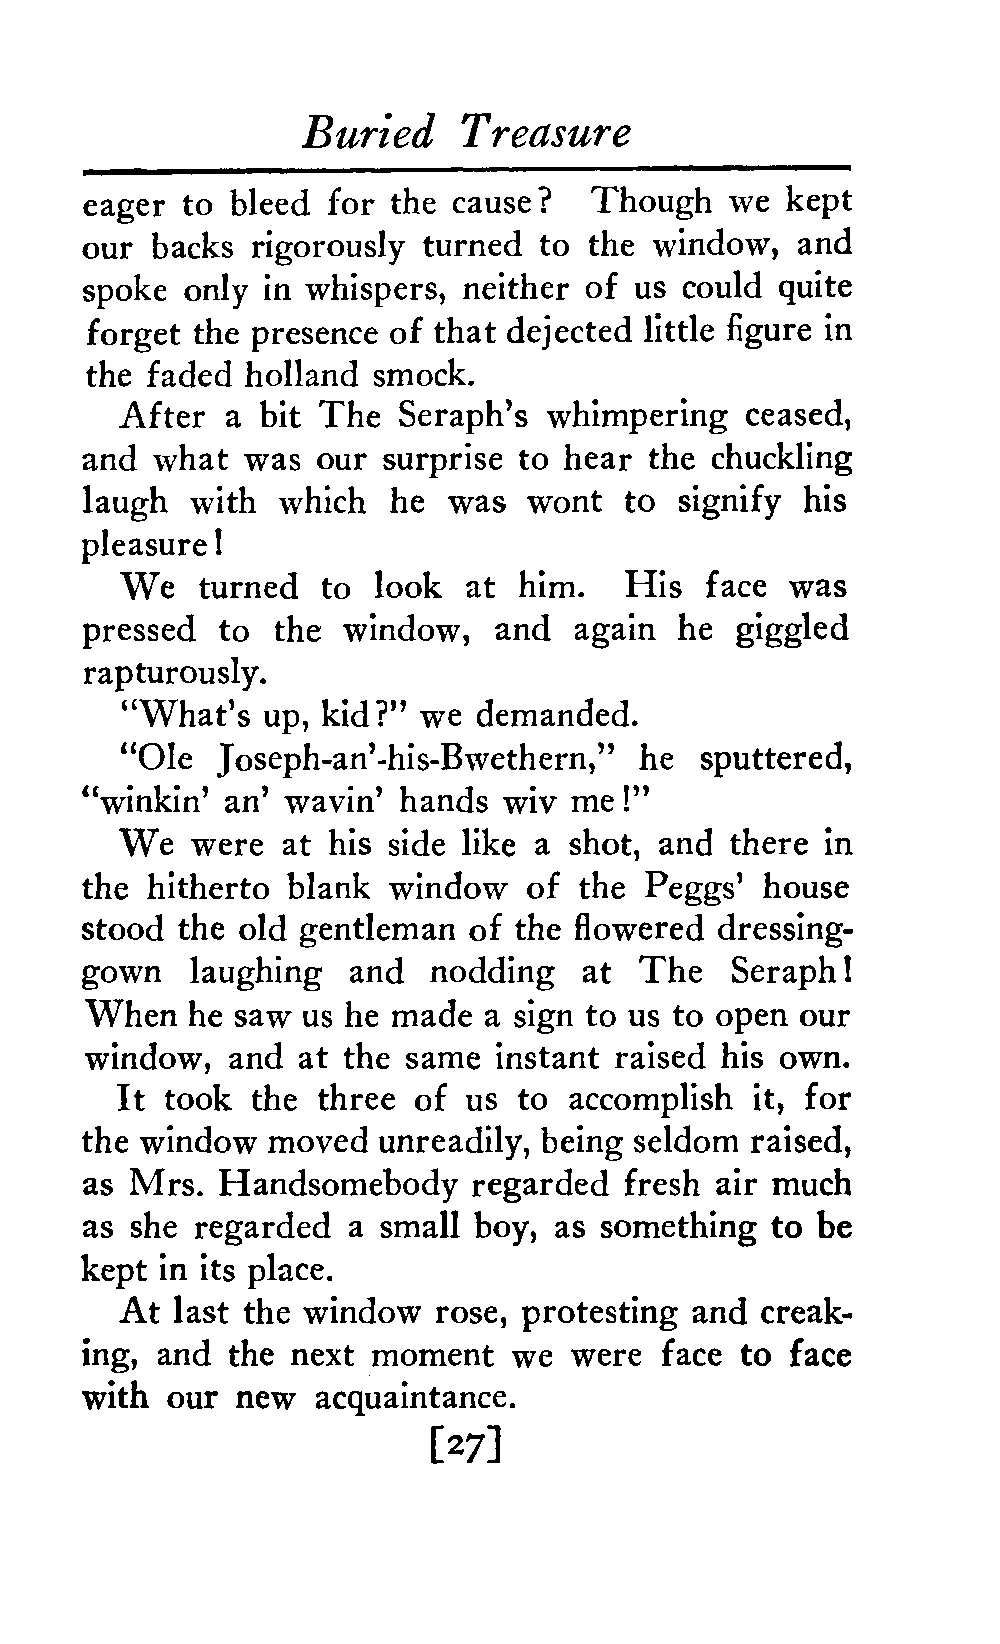 Buried Treasure
eager to bleed for the cause? Though we kept
our backs rigorously turned to the window, and
spoke only in whispers, neither of us could quite
forget the presence of that dejected little figure in
the faded holland smock.
After a bit The Seraph's whimpering ceased,
and what was our surprise to hear the chuckling
laugh with which he was wont to signify his
pleasure!
We turned to look at him. His face was
pressed to the window, and again he giggled
rapturously.
"What's up, kid?" we demanded.
"Ole Joseph-an'-his-Bwethern," he sputtered,
"winkin' an' wavin' hands wiv me!"
We were at his side like a shot, and there in
the hitherto blank window of the Peggs' house
stood the old gentleman of the flowered dressing-
gown laughing and nodding at The Seraph!
When he saw us he made a sign to us to open our
window, and at the same instant raised his own.
It took the three of us to accomplish it, for
the window moved unreadily, being seldom raised,
as Mrs. Handsomebody regarded fresh air much
as she regarded a small boy, as something to be
kept in its place.
At last the window rose, protesting and creak-
ing, and the next moment we were face to face
with our new acquaintance.
[27]